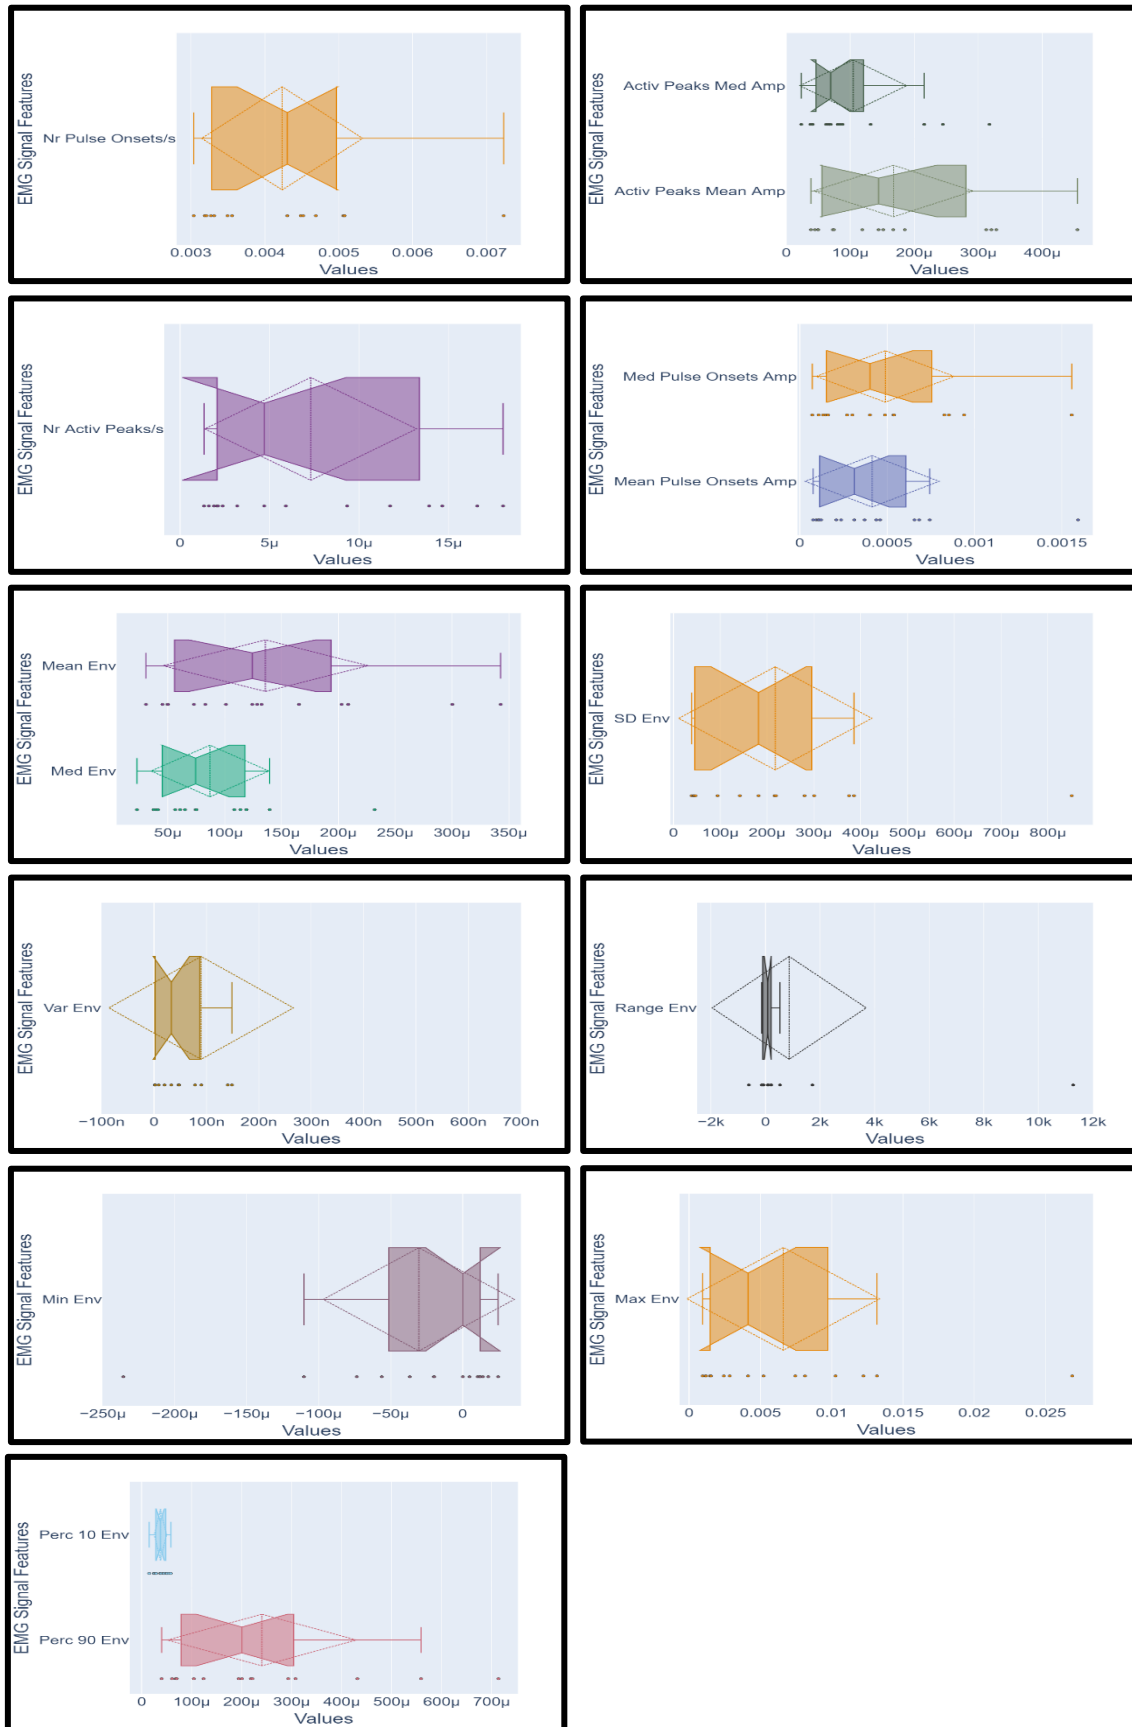 EMG Signal Features
Nr Pulse Onsets/s
0.003 0.004 0.005 0.006 0.007
Values
EMG Signal Features
Activ Peaks Med Amp
Activ Peaks Mean Amp
0 100μ 200μ 300μ 400μ
Values
EMG Signal Features
Nr Activ Peaks/s
0 5μ 10μ 15μ
Values
EMG Signal Features
Med Pulse Onsets Amp
Mean Pulse Onsets Amp
0 0.0005 0.001 0.0015
Values
EMG Signal Features
Mean Env
Med Env
50μ 100μ 150μ 200μ 250μ 300μ 350μ
Values
EMG Signal Features
SD Env
0 100μ 200μ 300μ 400μ 500μ 600μ 700μ 800μ
Values
EMG Signal Features
Var Env
−100n 0 100n 200n 300n 400n 500n 600n 700n
Values
EMG Signal Features
Range Env
−2k 0 2k 4k 6k 8k 10k 12k
Values
EMG Signal Features
Min Env
−250μ −200μ −150μ −100μ −50μ 0
Values
EMG Signal Features
Max Env
0 0.005 0.01 0.015 0.02 0.025
Values
EMG Signal Features
Perc 10 Env
Perc 90 Env
0 100μ 200μ 300μ 400μ 500μ 600μ 700μ
Values